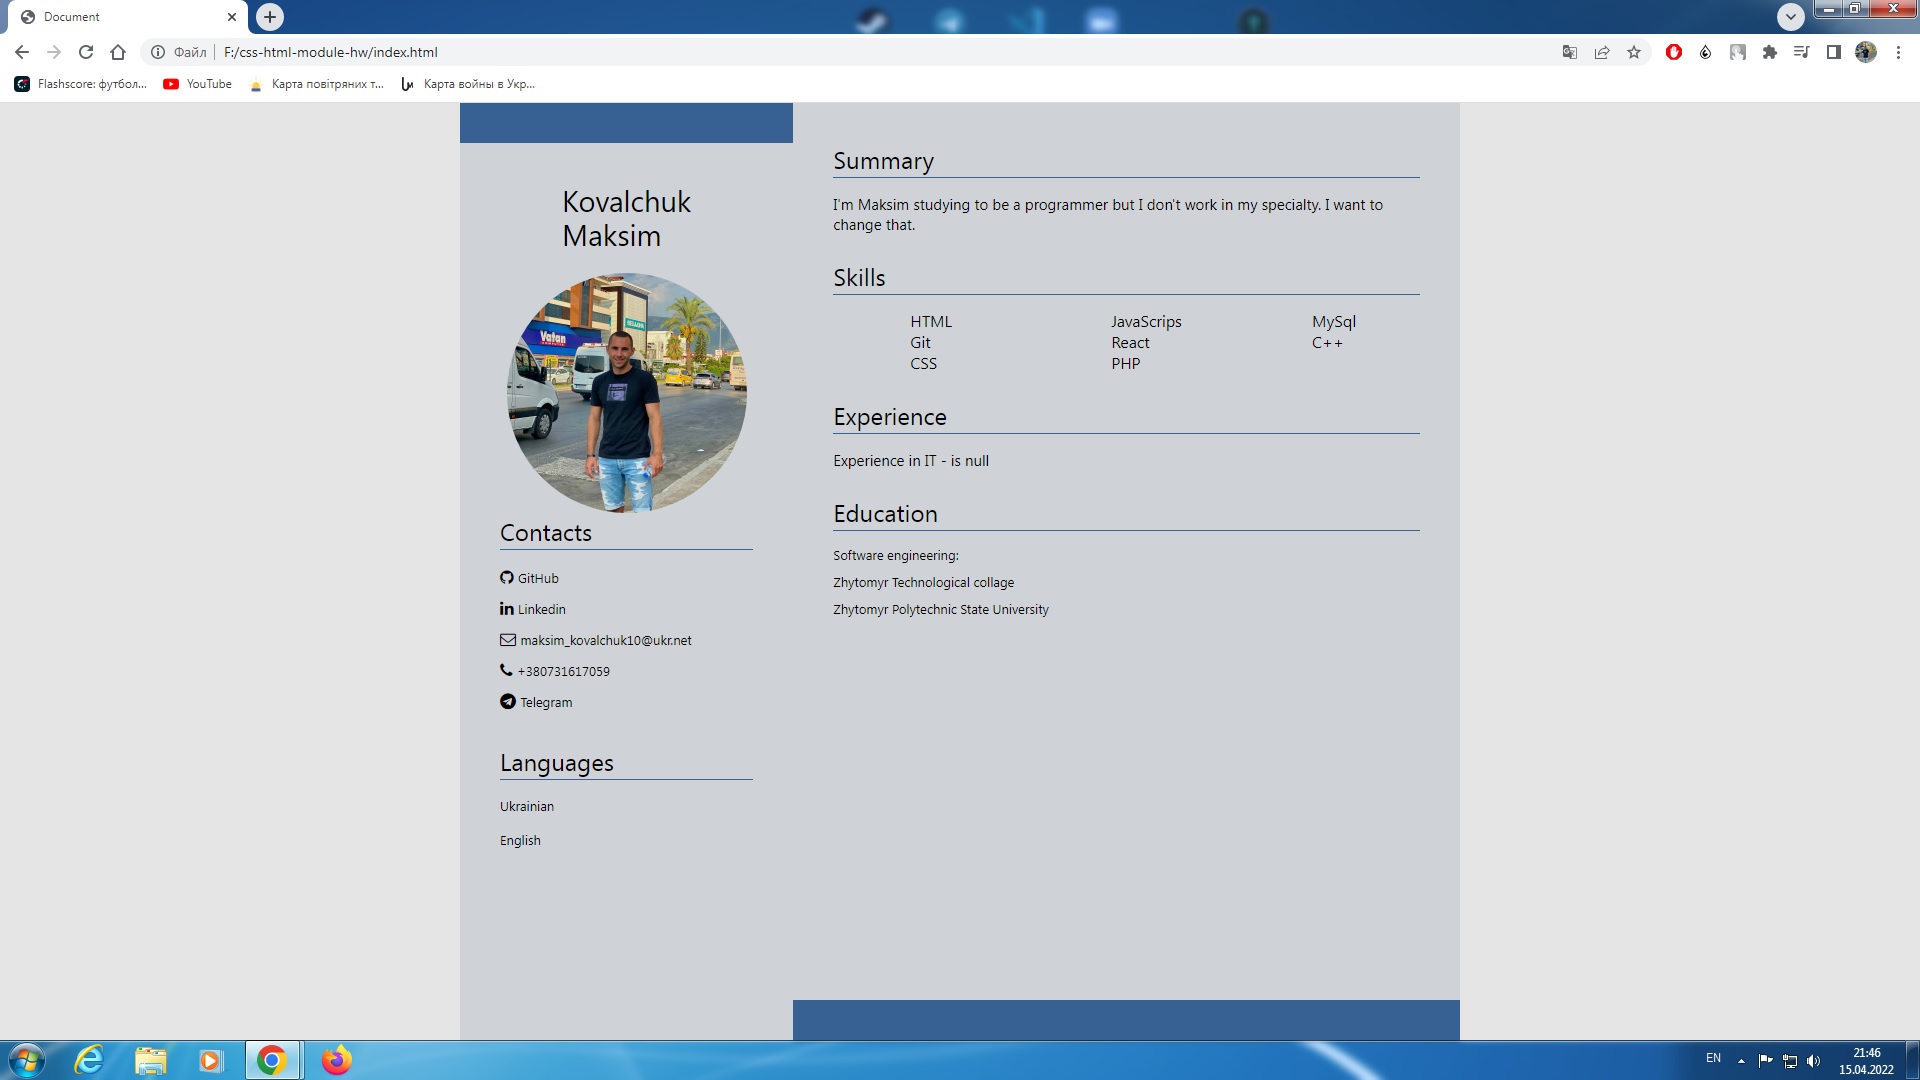 Document
Файл
F:/css-html-module-hw/index.html
Flashscore: футбол...
YouTube
Карта повітряних т...
Карта войны в Укр...
Kovalchuk
Maksim
Vatan
Contacts
GitHub
Linkedin
maksim_kovalchuk10@ukr.net
+380731617059
Telegram
Languages
Ukrainian
English
Summary
I'm Maksim studying to be a programmer but I don't work in my specialty. I want to
change that.
Skills
HTML
Git
CSS
JavaScrips
React
PHP
MySql
C++
Experience
Experience in IT - is null
Education
Software engineering:
Zhytomyr Technological collage
Zhytomyr Polytechnic State University
EN
21:46
15.04.2022